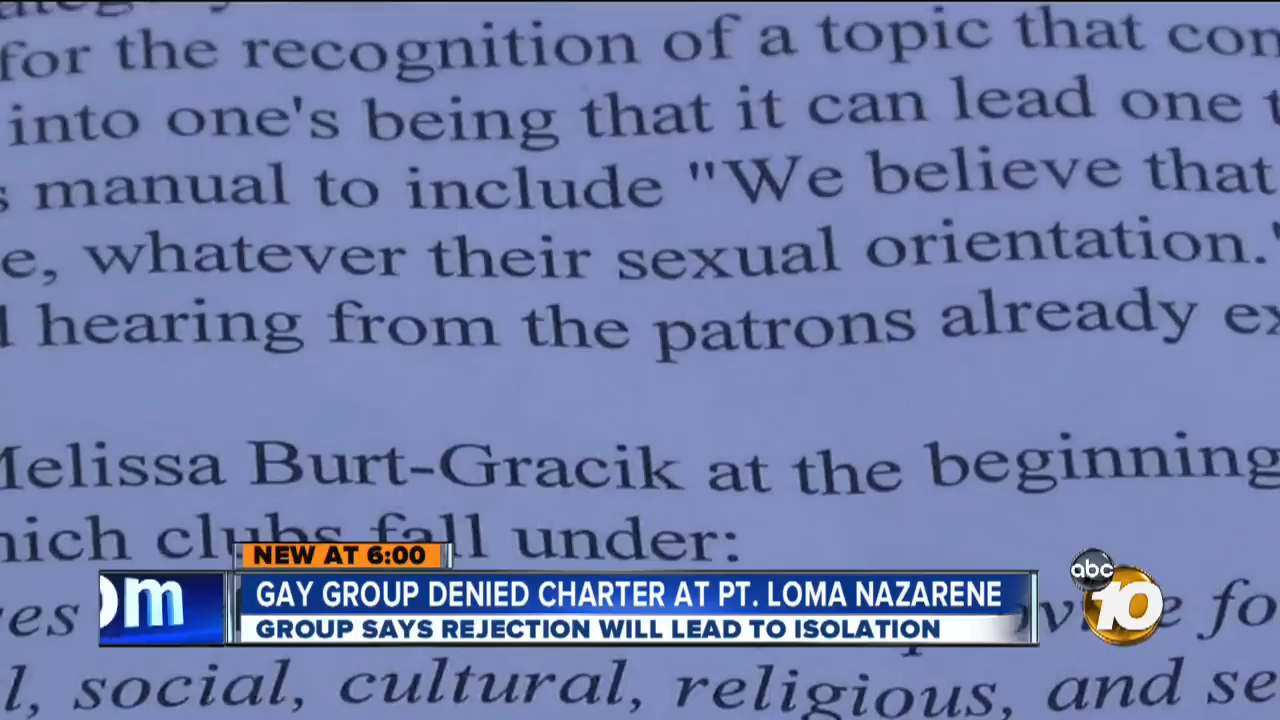 for the recognition of a topic that con
into one's being that it can lead one
manual to include "We believe that
e, whatever their sexual orientation."
hearing from the patrons already ex
Melissa Burt-Gracik at the beginning
hich clubs fall under:
NEW AT 6:00
GAY GROUP DENIED CHARTER AT PT. LOMA NAZARENE
GROUP SAYS REJECTION WILL LEAD TO ISOLATION
abc
10
l, social, cultural, religious, and se